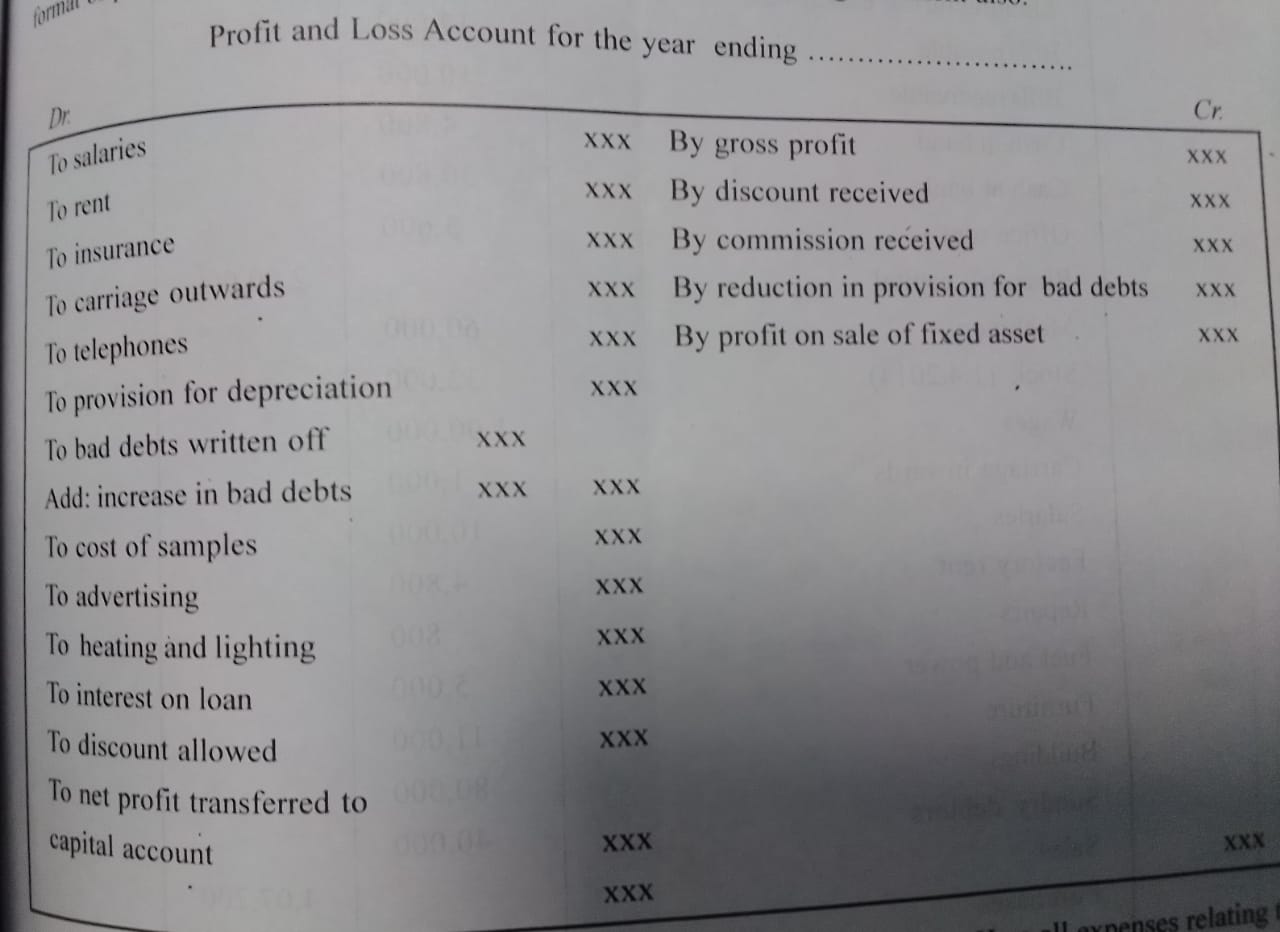 Profit and Loss Account for the year ending ............................
Dr. Cr.
To salaries xxx By gross profit xxx
To rent xxx By discount received xxx
To insurance xxx By commission received xxx
To carriage outwards xxx By reduction in provision for bad debts xxx
To telephones xxx By profit on sale of fixed asset xxx
To provision for depreciation xxx
To bad debts written off xxx
Add: increase in bad debts xxx xxx
To cost of samples xxx
To advertising xxx
To heating and lighting xxx
To interest on loan xxx
To discount allowed xxx
To net profit transferred to
capital account xxx xxx
xxx
expenses relating